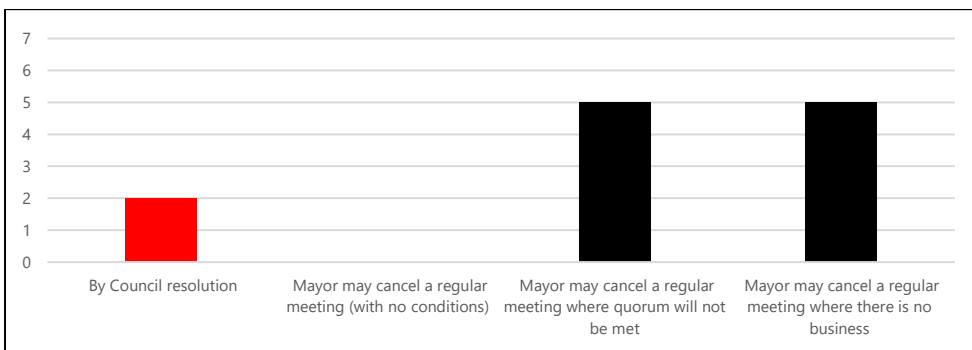 7
6
5
4
3
2
1
0
By Council resolution
Mayor may cancel a regular
meeting (with no conditions)
Mayor may cancel a regular
meeting where quorum will not
be met
Mayor may cancel a regular
meeting where there is no
business